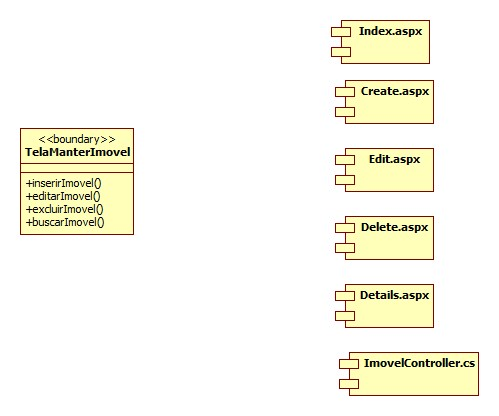 <<boundary>>
TelaManterImovel
+inserirImovel()
+editarImovel()
+excluirImovel()
+buscarImovel()
Index.aspx
Create.aspx
Edit.aspx
Delete.aspx
Details.aspx
ImovelController.cs